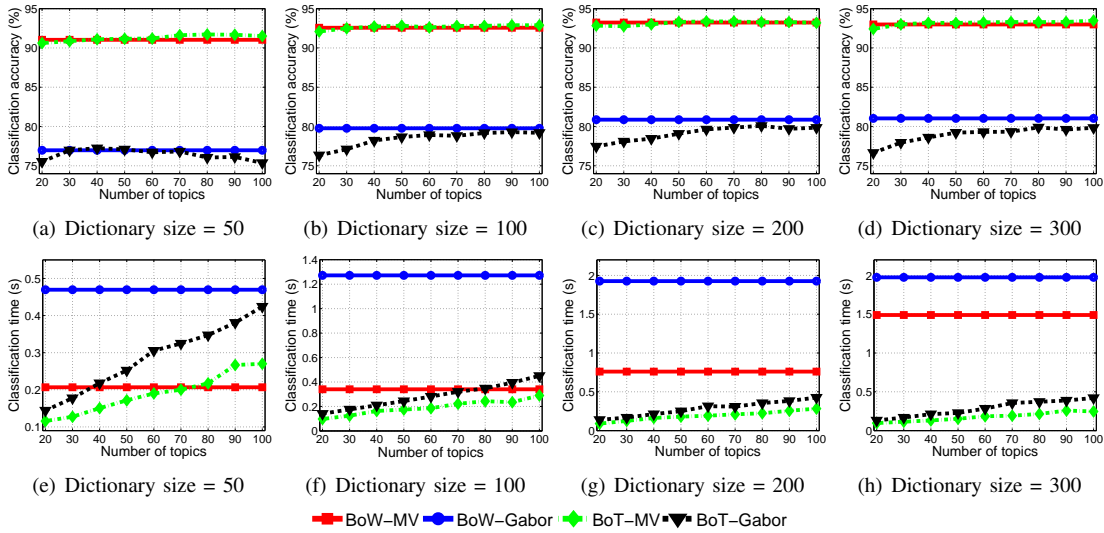 Classification accuracy (%)
95
90
85
80
75
20 30 40 50 60 70 80 90 100
Number of topics
(a) Dictionary size = 50
Classification accuracy (%)
95
90
85
80
75
20 30 40 50 60 70 80 90 100
Number of topics
(b) Dictionary size = 100
Classification accuracy (%)
95
90
85
80
75
20 30 40 50 60 70 80 90 100
Number of topics
(c) Dictionary size = 200
Classification accuracy (%)
95
90
85
80
75
20 30 40 50 60 70 80 90 100
Number of topics
(d) Dictionary size = 300
Classification time (s)
0.5
0.4
0.3
0.2
0.1
20 30 40 50 60 70 80 90 100
Number of topics
(e) Dictionary size = 50
Classification time (s)
1.4
1.2
1
0.8
0.6
0.4
0.2
0
20 30 40 50 60 70 80 90 100
Number of topics
(f) Dictionary size = 100
Classification time (s)
2
1.5
1
0.5
0
20 30 40 50 60 70 80 90 100
Number of topics
(g) Dictionary size = 200
Classification time (s)
2
1.5
1
0.5
0
20 30 40 50 60 70 80 90 100
Number of topics
(h) Dictionary size = 300
BoW−MV BoW−Gabor BoT−MV BoT−Gabor